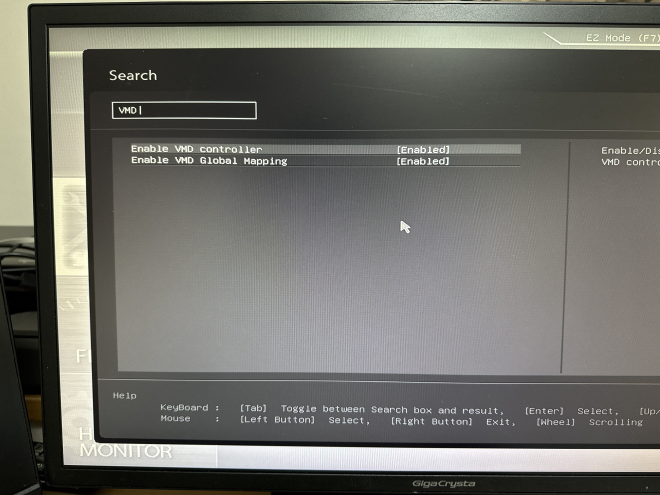 EZ Mode (F7)
Search
VMD
Enable VMD controller [Enabled] Enable/Dis
Enable VMD Global Mapping [Enabled] VMD contro
F
Help
KeyBoard : [Tab] Toggle between Search box and result, [Enter] Select, [Up/
Mouse : [Left Button] Select, [Right Button] Exit, [Wheel] Scrolling
H
MONITOR
GigaCrysta